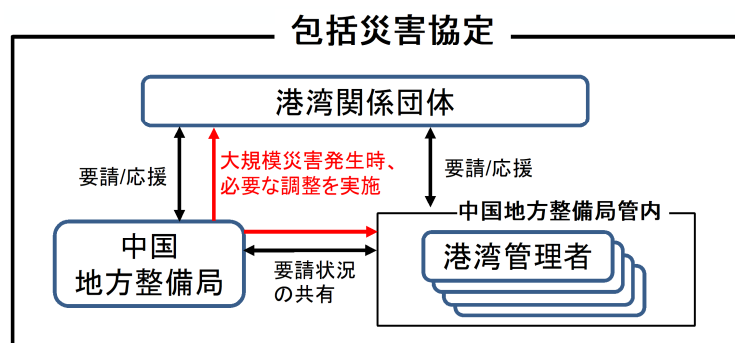 包括災害協定
港湾関係団体
大規模災害発生時、
必要な調整を実施
要請/応援
要請/応援
中国地方整備局管内
中国
地方整備局
港湾管理者
要請状況
の共有